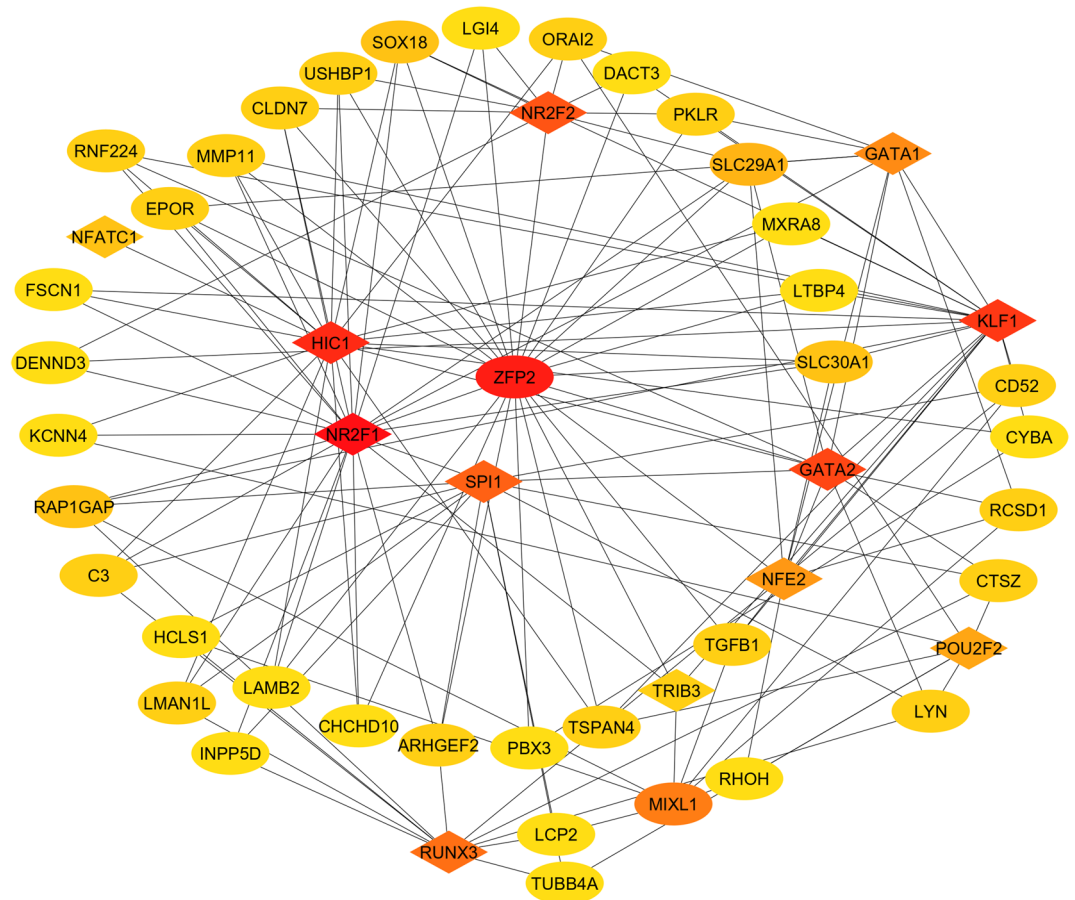 LGI4
SOX18
ORAI2
USHBP1
DACT3
CLDN7
NR2F2
PKLR
RNF224
MMP11
SLC29A1
GATA1
EPOR
MXRA8
NFATC1
FSCN1
LTBP4
KLF1
HIC1
DENND3
ZFP2
SLC30A1
CD52
KCNN4
NR2F1
CYBA
GATA2
SPI1
RAP1GAP
RCSD1
C3
NFE2
CTSZ
HCLS1
TGFB1
POU2F2
LAMB2
TRIB3
LMAN1L
LYN
CHCHD10
TSPAN4
ARHGEF2
PBX3
INPP5D
RHOH
MIXL1
LCP2
RUNX3
TUBB4A